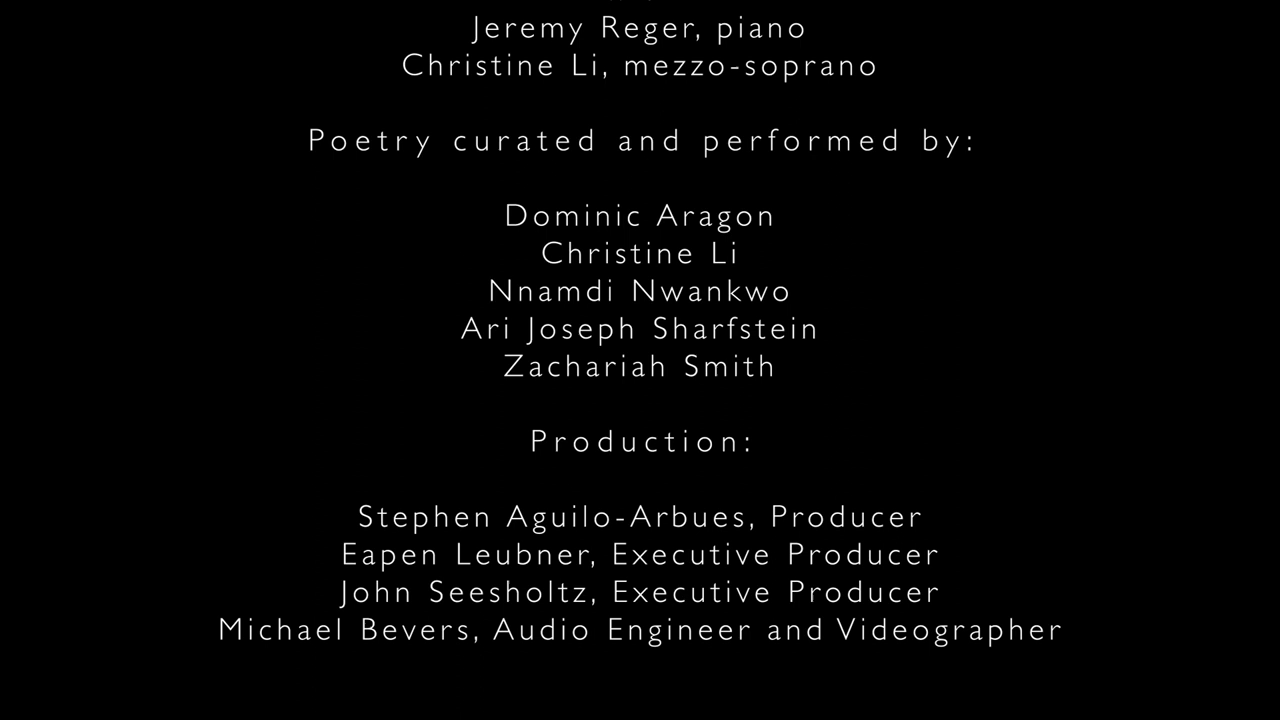 Jeremy Reger, piano
Christine Li, mezzo-soprano
Poetry curated and performed by:
Dominic Aragon
Christine Li
Nnamdi Nwankwo
Ari Joseph Sharfstein
Zachariah Smith
Production:
Stephen Aguilo-Arbues, Producer
Eapen Leubner, Executive Producer
John Seesholtz, Executive Producer
Michael Bevers, Audio Engineer and Videographer